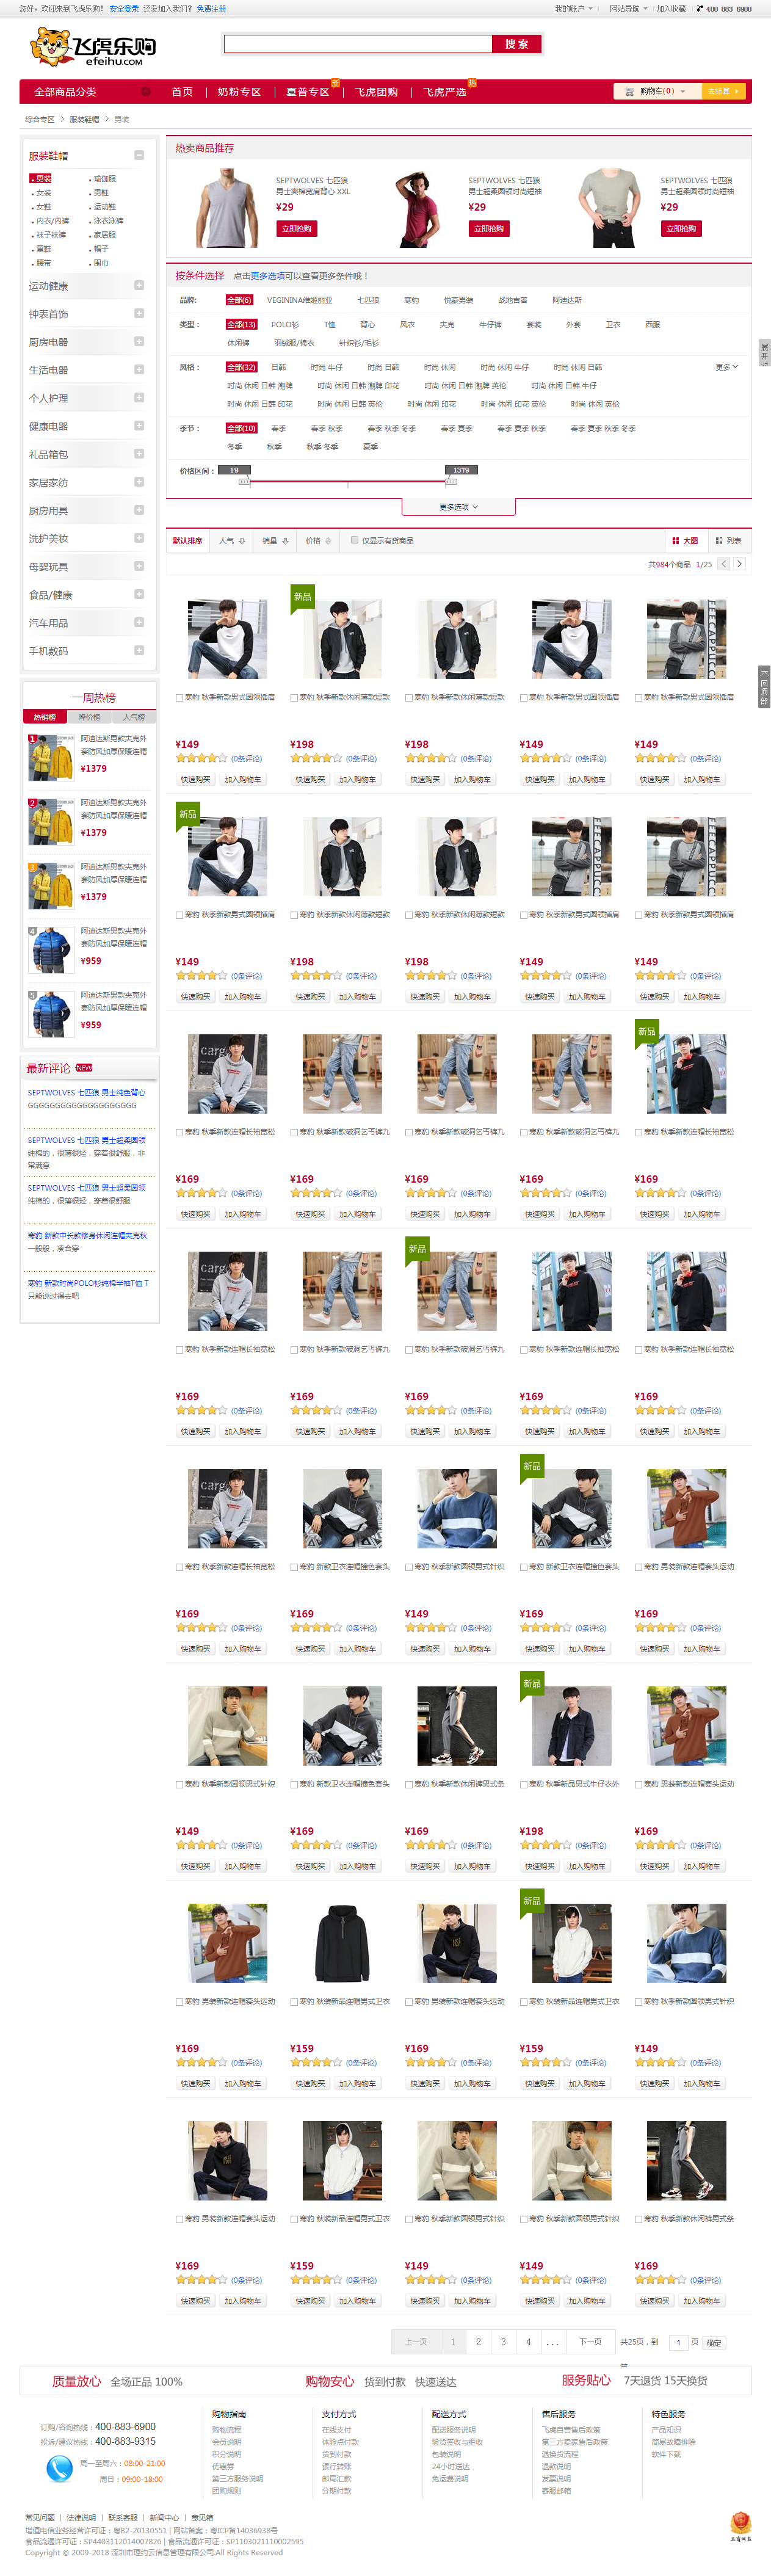 您好，欢迎来到飞虎乐购！ 安全登录 还没加入我们？ 免费注册
我的账户 网站导航 加入收藏 400 883 6900
飞虎乐购
efeihu.com
搜 索
全部商品分类 首页 奶粉专区 夏普专区 飞虎团购 飞虎严选 热
购物车(0) 去结算
综合专区 > 服装鞋帽 > 男装
服装鞋帽
男装 瑜伽服
女装 男鞋
女鞋 运动鞋
内衣/内裤 泳衣泳裤
袜子袜裤 家居服
童鞋 帽子
腰带 围巾
运动健康
钟表首饰
厨房电器
生活电器
个人护理
健康电器
礼品箱包
家居家纺
厨房用具
洗护美妆
母婴玩具
食品/健康
汽车用品
手机数码
一周热榜
热销榜 降价榜 人气榜
1 阿迪达斯男款夹克外
套防风加厚保暖连帽
¥1379
2 阿迪达斯男款夹克外
套防风加厚保暖连帽
¥1379
3 阿迪达斯男款夹克外
套防风加厚保暖连帽
¥1379
4 阿迪达斯男款夹克外
套防风加厚保暖连帽
¥959
5 阿迪达斯男款夹克外
套防风加厚保暖连帽
¥959
最新评论 NEW
SEPTWOLVES 七匹狼 男士纯色背心
GGGGGGGGGGGGGGGGGGGG
SEPTWOLVES 七匹狼 男士超柔圆领
纯棉的，很薄很轻，穿着很舒服，非
常满意
SEPTWOLVES 七匹狼 男士超柔圆领
纯棉的，很薄很轻，穿着很舒服
寒豹 新款中长款修身休闲连帽夹克秋
一般般，凑合穿
寒豹 新款时尚POLO衫纯棉半袖T恤 T
只能说过得去吧
热卖商品推荐
SEPTWOLVES 七匹狼
男士爽棉宽肩背心 XXL
¥29
立即抢购
SEPTWOLVES 七匹狼
男士超柔圆领时尚短袖
¥29
立即抢购
SEPTWOLVES 七匹狼
男士超柔圆领时尚短袖
¥29
立即抢购
按条件选择 点击更多选项可以查看更多条件哦！
品牌: 全部(6) VEGININA维姬丽亚 七匹狼 寒豹 悦豪男装 战地吉普 阿迪达斯
类型： 全部(13) POLO衫 T恤 背心 风衣 夹克 牛仔裤 套装 外套 卫衣 西服
休闲裤 羽绒服/棉衣 针织衫/毛衫
风格： 全部(32) 日韩 时尚 牛仔 时尚 日韩 时尚 休闲 时尚 休闲 牛仔 时尚 休闲 日韩 更多
时尚 休闲 日韩 潮牌 时尚 休闲 日韩 潮牌 印花 时尚 休闲 日韩 潮牌 英伦 时尚 休闲 日韩 牛仔
时尚 休闲 日韩 印花 时尚 休闲 日韩 英伦 时尚 休闲 印花 时尚 休闲 印花 英伦 时尚 休闲 英伦
季节： 全部(10) 春季 春季 秋季 春季 秋季 冬季 春季 夏季 春季 夏季 秋季 春季 夏季 秋季 冬季
冬季 秋季 秋季 冬季 夏季
价格区间： 19 1379
更多选项
默认排序 人气 销量 价格 仅显示有货商品 大图 列表
共984个商品 1/25 < >
新品
寒豹 秋季新款男式圆领插肩 寒豹 秋季新款休闲薄款短款 寒豹 秋季新款休闲薄款短款 寒豹 秋季新款男式圆领插肩 寒豹 秋季新款男式圆领插肩
¥149 ¥198 ¥198 ¥149 ¥149
(0条评论) (0条评论) (0条评论) (0条评论) (0条评论)
快速购买 加入购物车 快速购买 加入购物车 快速购买 加入购物车 快速购买 加入购物车 快速购买 加入购物车
新品
寒豹 秋季新款男式圆领插肩 寒豹 秋季新款休闲薄款短款 寒豹 秋季新款休闲薄款短款 寒豹 秋季新款男式圆领插肩 寒豹 秋季新款男式圆领插肩
¥149 ¥198 ¥198 ¥149 ¥149
(0条评论) (0条评论) (0条评论) (0条评论) (0条评论)
快速购买 加入购物车 快速购买 加入购物车 快速购买 加入购物车 快速购买 加入购物车 快速购买 加入购物车
新品
寒豹 秋季新款连帽长袖宽松 寒豹 秋季新款破洞乞丐裤九 寒豹 秋季新款破洞乞丐裤九 寒豹 秋季新款破洞乞丐裤九 寒豹 秋季新款连帽长袖宽松
¥169 ¥169 ¥169 ¥169 ¥169
(0条评论) (0条评论) (0条评论) (0条评论) (0条评论)
快速购买 加入购物车 快速购买 加入购物车 快速购买 加入购物车 快速购买 加入购物车 快速购买 加入购物车
新品
寒豹 秋季新款连帽长袖宽松 寒豹 秋季新款破洞乞丐裤九 寒豹 秋季新款破洞乞丐裤九 寒豹 秋季新款连帽长袖宽松 寒豹 秋季新款连帽长袖宽松
¥169 ¥169 ¥169 ¥169 ¥169
(0条评论) (0条评论) (0条评论) (0条评论) (0条评论)
快速购买 加入购物车 快速购买 加入购物车 快速购买 加入购物车 快速购买 加入购物车 快速购买 加入购物车
新品
寒豹 秋季新款连帽长袖宽松 寒豹 新款卫衣连帽撞色套头 寒豹 秋季新款圆领男式针织 寒豹 新款卫衣连帽撞色套头 寒豹 男装新款连帽套头运动
¥169 ¥169 ¥149 ¥169 ¥169
(0条评论) (0条评论) (0条评论) (0条评论) (0条评论)
快速购买 加入购物车 快速购买 加入购物车 快速购买 加入购物车 快速购买 加入购物车 快速购买 加入购物车
新品
寒豹 秋季新款圆领男式针织 寒豹 新款卫衣连帽撞色套头 寒豹 秋季新款休闲裤男式条 寒豹 秋季新品男式牛仔衣外 寒豹 男装新款连帽套头运动
¥149 ¥169 ¥169 ¥198 ¥169
(0条评论) (0条评论) (0条评论) (0条评论) (0条评论)
快速购买 加入购物车 快速购买 加入购物车 快速购买 加入购物车 快速购买 加入购物车 快速购买 加入购物车
新品
寒豹 男装新款连帽套头运动 寒豹 秋装新品连帽男式卫衣 寒豹 男装新款连帽套头运动 寒豹 秋装新品连帽男式卫衣 寒豹 秋季新款圆领男式针织
¥169 ¥159 ¥169 ¥159 ¥149
(0条评论) (0条评论) (0条评论) (0条评论) (0条评论)
快速购买 加入购物车 快速购买 加入购物车 快速购买 加入购物车 快速购买 加入购物车 快速购买 加入购物车
寒豹 男装新款连帽套头运动 寒豹 秋装新品连帽男式卫衣 寒豹 秋季新款圆领男式针织 寒豹 秋季新款圆领男式针织 寒豹 秋季新款休闲裤男式条
¥169 ¥159 ¥149 ¥149 ¥169
(0条评论) (0条评论) (0条评论) (0条评论) (0条评论)
快速购买 加入购物车 快速购买 加入购物车 快速购买 加入购物车 快速购买 加入购物车 快速购买 加入购物车
上一页 1 2 3 4 ... 下一页 共25页，到 1 页 确定
质量放心 全场正品 100% 购物安心 货到付款 快速送达 服务贴心 7天退货 15天换货
订购/咨询热线：400-883-6900
投诉/建议热线：400-883-9315
周一至周六：08:00-21:00
周日：09:00-18:00
购物指南
购物流程
会员说明
积分说明
优惠券
第三方服务说明
团购规则
支付方式
在线支付
体验点付款
货到付款
银行转账
邮局汇款
分期付款
配送方式
配送服务说明
验货签收与拒收
包装说明
24小时送达
免运费说明
售后服务
飞虎自营售后政策
第三方卖家售后政策
退换货流程
退款说明
发票说明
客服邮箱
特色服务
产品知识
简易故障排除
软件下载
常见问题 | 法律说明 | 联系客服 | 新闻中心 | 意见箱
增值电信业务经营许可证：粤B2-20130551 | 网站备案：粤ICP备14036938号
食品流通许可证：SP4403112014007826 | 食品流通许可证：SP1103021110002595
Copyright © 2009-2018 深圳市理约云信息管理有限公司.All Rights Reserved